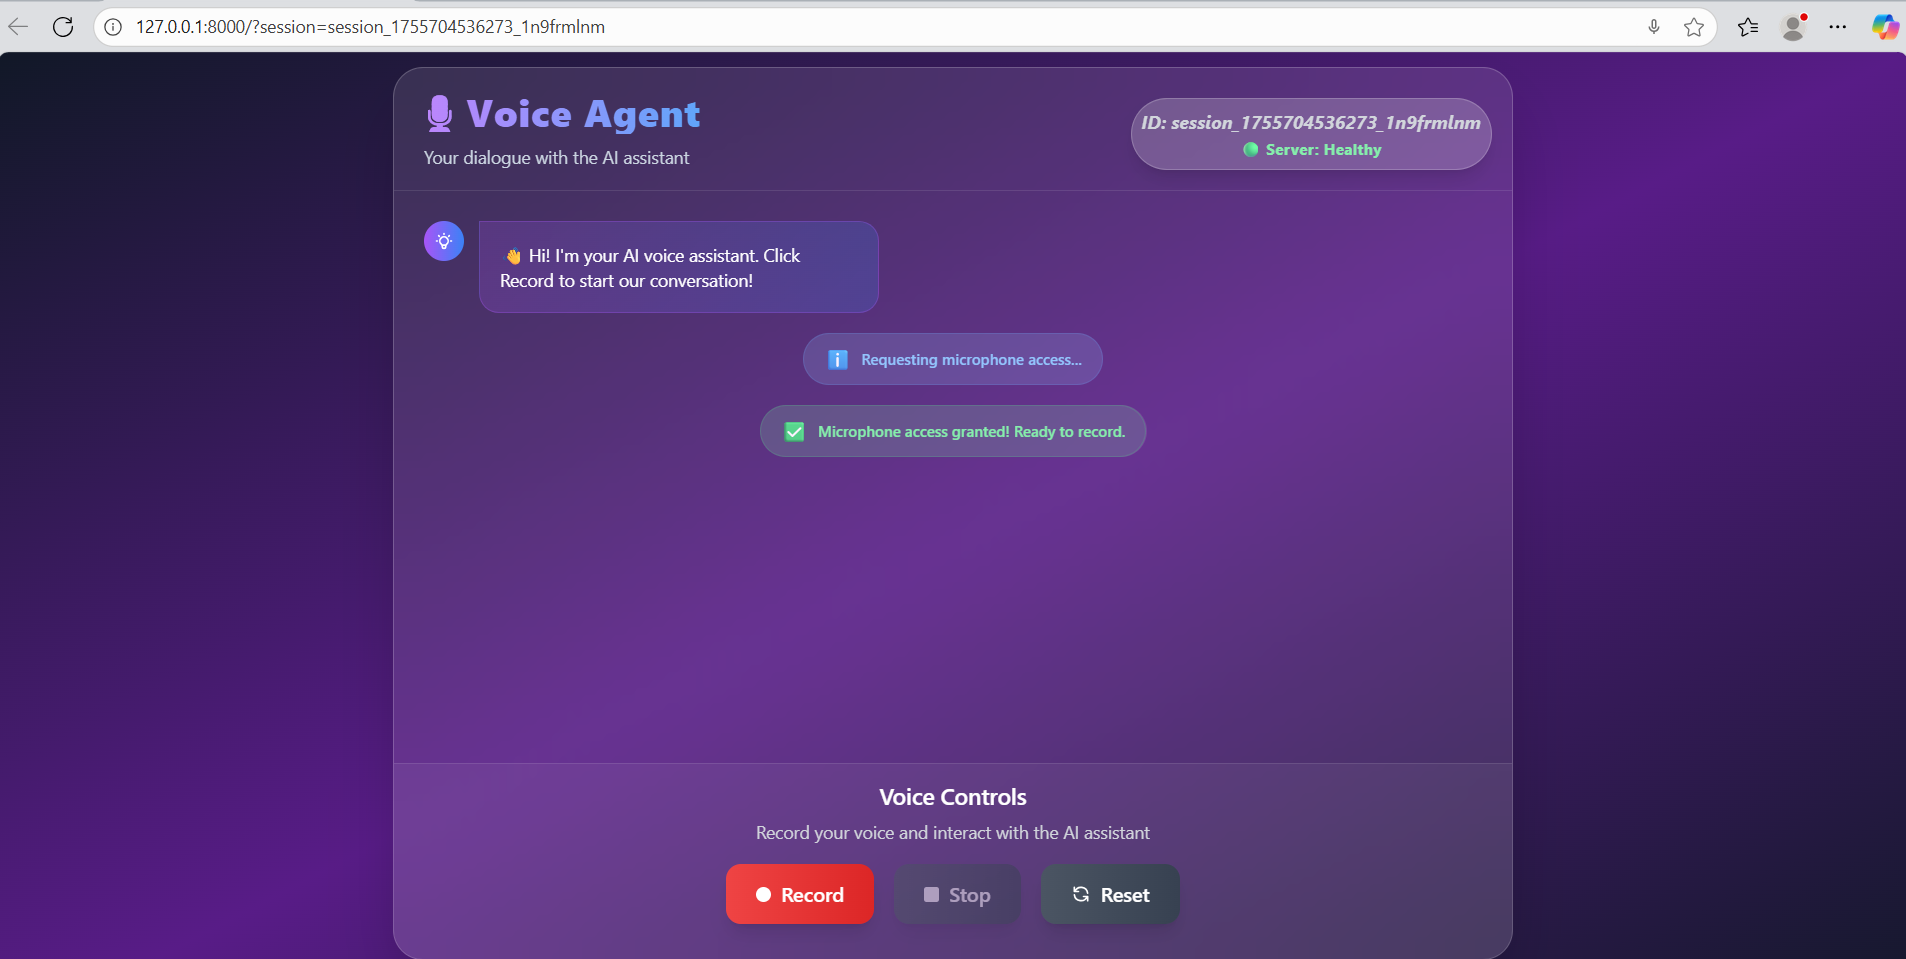 127.0.0.1:8000/?session=session_1755704536273_1n9frmlnm
Voice Agent
Your dialogue with the AI assistant
ID: session_1755704536273_1n9frmlnm
Server: Healthy
👋 Hi! I'm your AI voice assistant. Click
Record to start our conversation!
Requesting microphone access...
Microphone access granted! Ready to record.
Voice Controls
Record your voice and interact with the AI assistant
Record
Stop
Reset